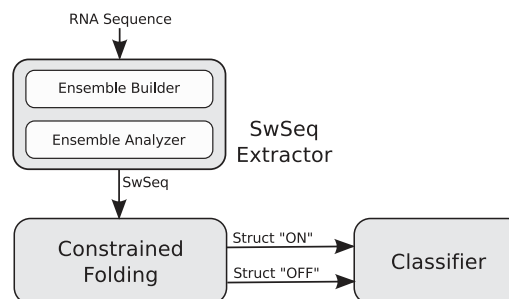 RNA Sequence
Ensemble Builder
Ensemble Analyzer
SwSeq
Extractor
SwSeq
Constrained
Folding
Struct "ON"
Struct "OFF"
Classifier